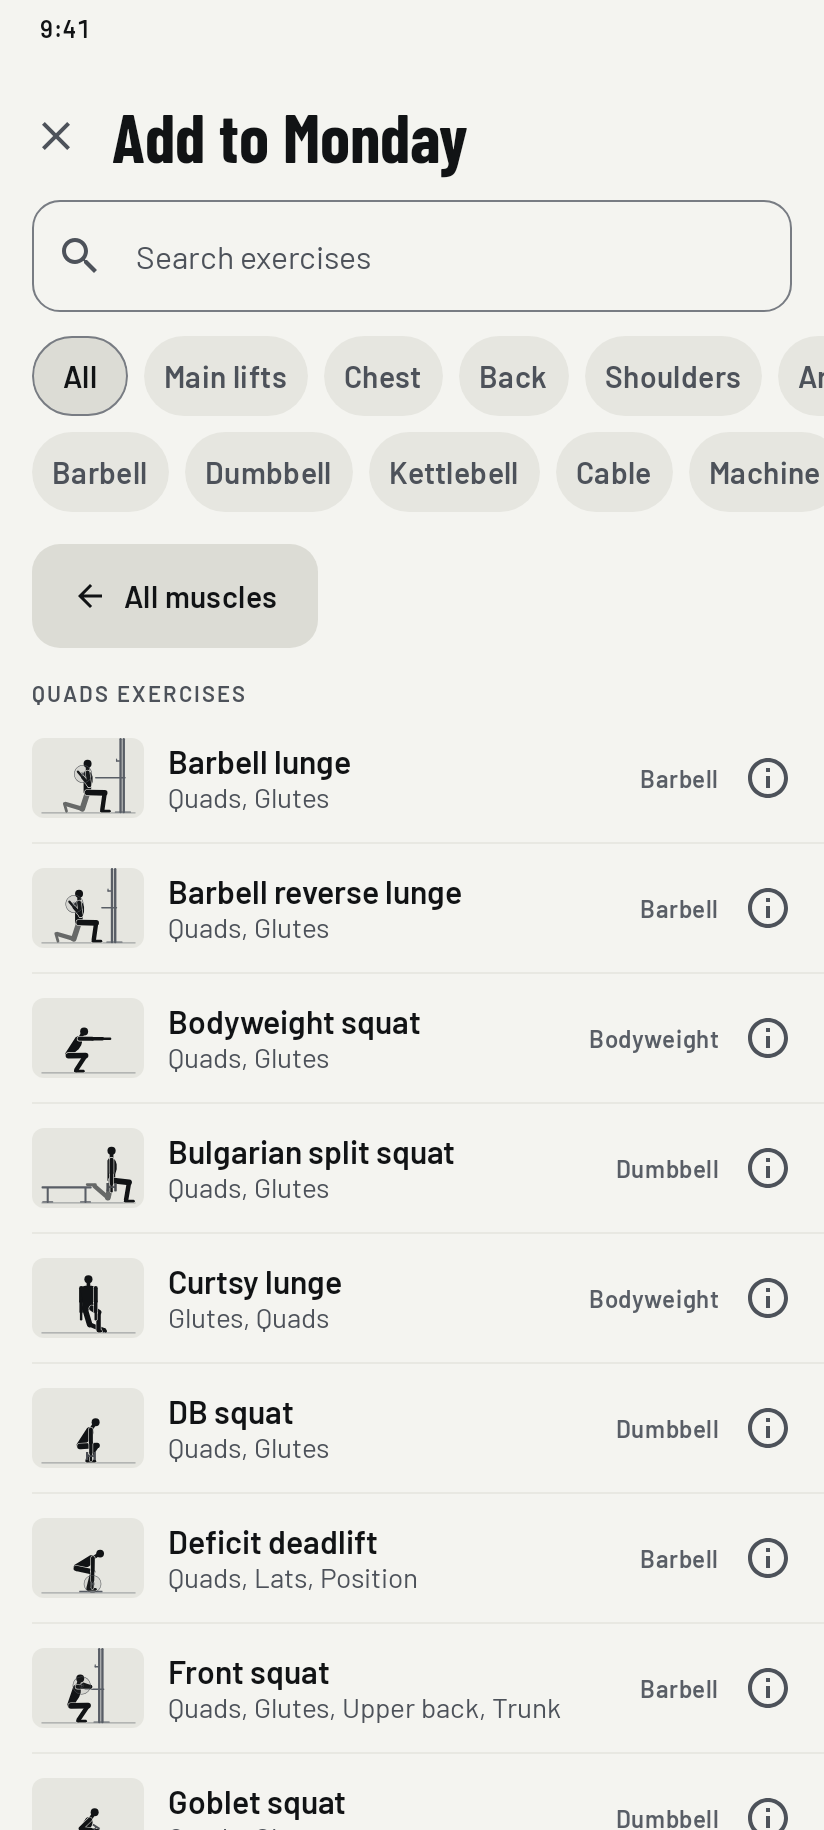 9:41
Add to Monday
Search exercises
All
Main lifts
Chest
Back
Shoulders
Barbell
Dumbbell
Kettlebell
Cable
Machine
All muscles
QUADS EXERCISES
Barbell lunge
Quads, Glutes
Barbell
Barbell reverse lunge
Quads, Glutes
Barbell
Bodyweight squat
Quads, Glutes
Bodyweight
Bulgarian split squat
Quads, Glutes
Dumbbell
Curtsy lunge
Glutes, Quads
Bodyweight
DB squat
Quads, Glutes
Dumbbell
Deficit deadlift
Quads, Lats, Position
Barbell
Front squat
Quads, Glutes, Upper back, Trunk
Barbell
Goblet squat
Dumbbell